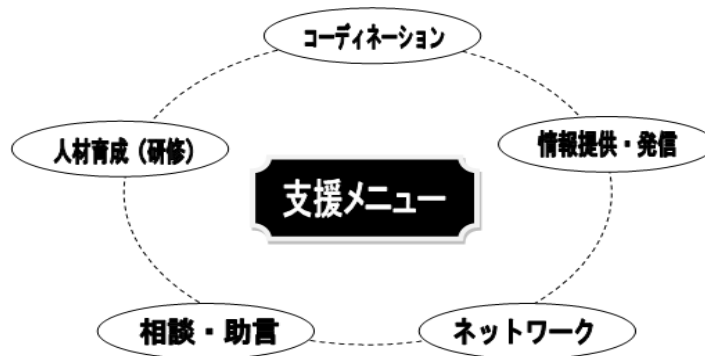 コーディネーション
人材育成（研修）
情報提供・発信
支援メニュー
相談・助言
ネットワーク